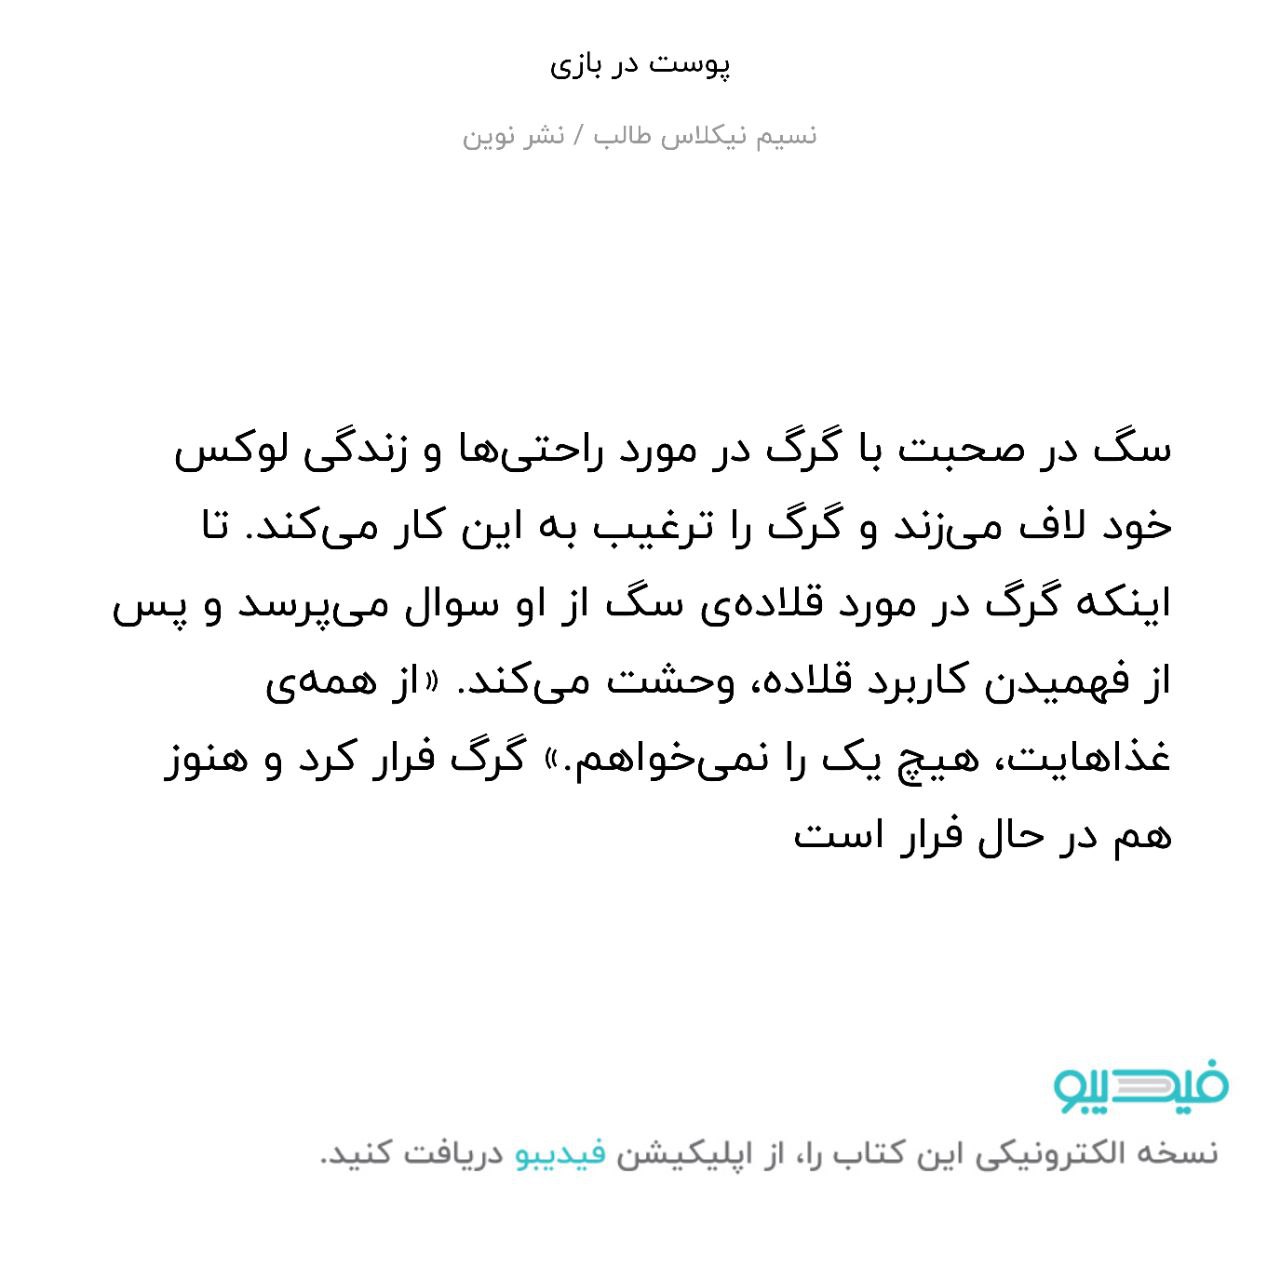 پوست در بازی
نسیم نیکلاس طالب / نشر نوین
سگ در صحبت با گرگ در مورد راحتی‌ها و زندگی لوکس
خود لاف می‌زند و گرگ را ترغیب به این کار می‌کند. تا
اینکه گرگ در مورد قلاده‌ی سگ از او سوال می‌پرسد و پس
از فهمیدن کاربرد قلاده، وحشت می‌کند. «از همه‌ی
غذاهایت، هیچ یک را نمی‌خواهم.» گرگ فرار کرد و هنوز
هم در حال فرار است
فیدیبو
نسخه الکترونیکی این کتاب را، از اپلیکیشن فیدیبو دریافت کنید.